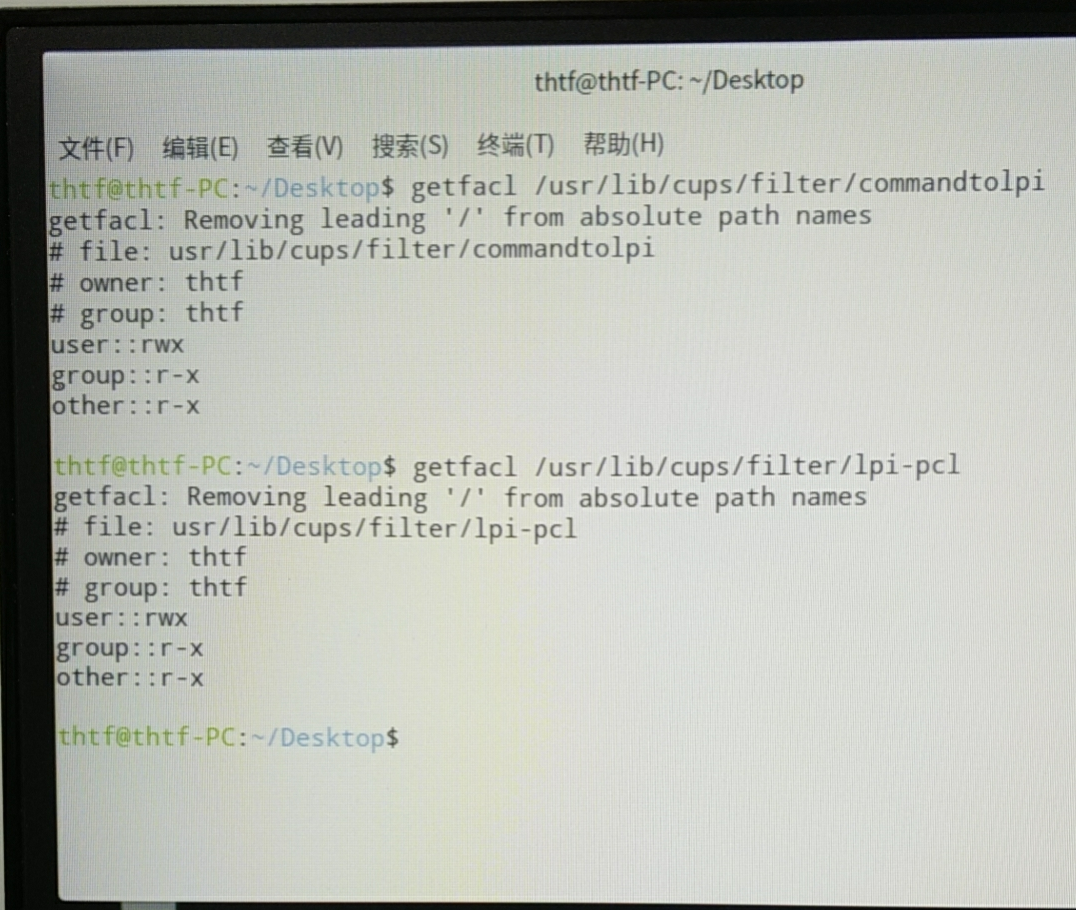 thtf@thtf-PC: ~/Desktop
文件(F) 编辑(E) 查看(V) 搜索(S) 终端(T) 帮助(H)
thtf@thtf-PC:~/Desktop$ getfacl /usr/lib/cups/filter/commandtolpi
getfacl: Removing leading '/' from absolute path names
# file: usr/lib/cups/filter/commandtolpi
# owner: thtf
# group: thtf
user::rwx
group::r-x
other::r-x
thtf@thtf-PC:~/Desktop$ getfacl /usr/lib/cups/filter/lpi-pcl
getfacl: Removing leading '/' from absolute path names
# file: usr/lib/cups/filter/lpi-pcl
# owner: thtf
# group: thtf
user::rwx
group::r-x
other::r-x
thtf@thtf-PC:~/Desktop$